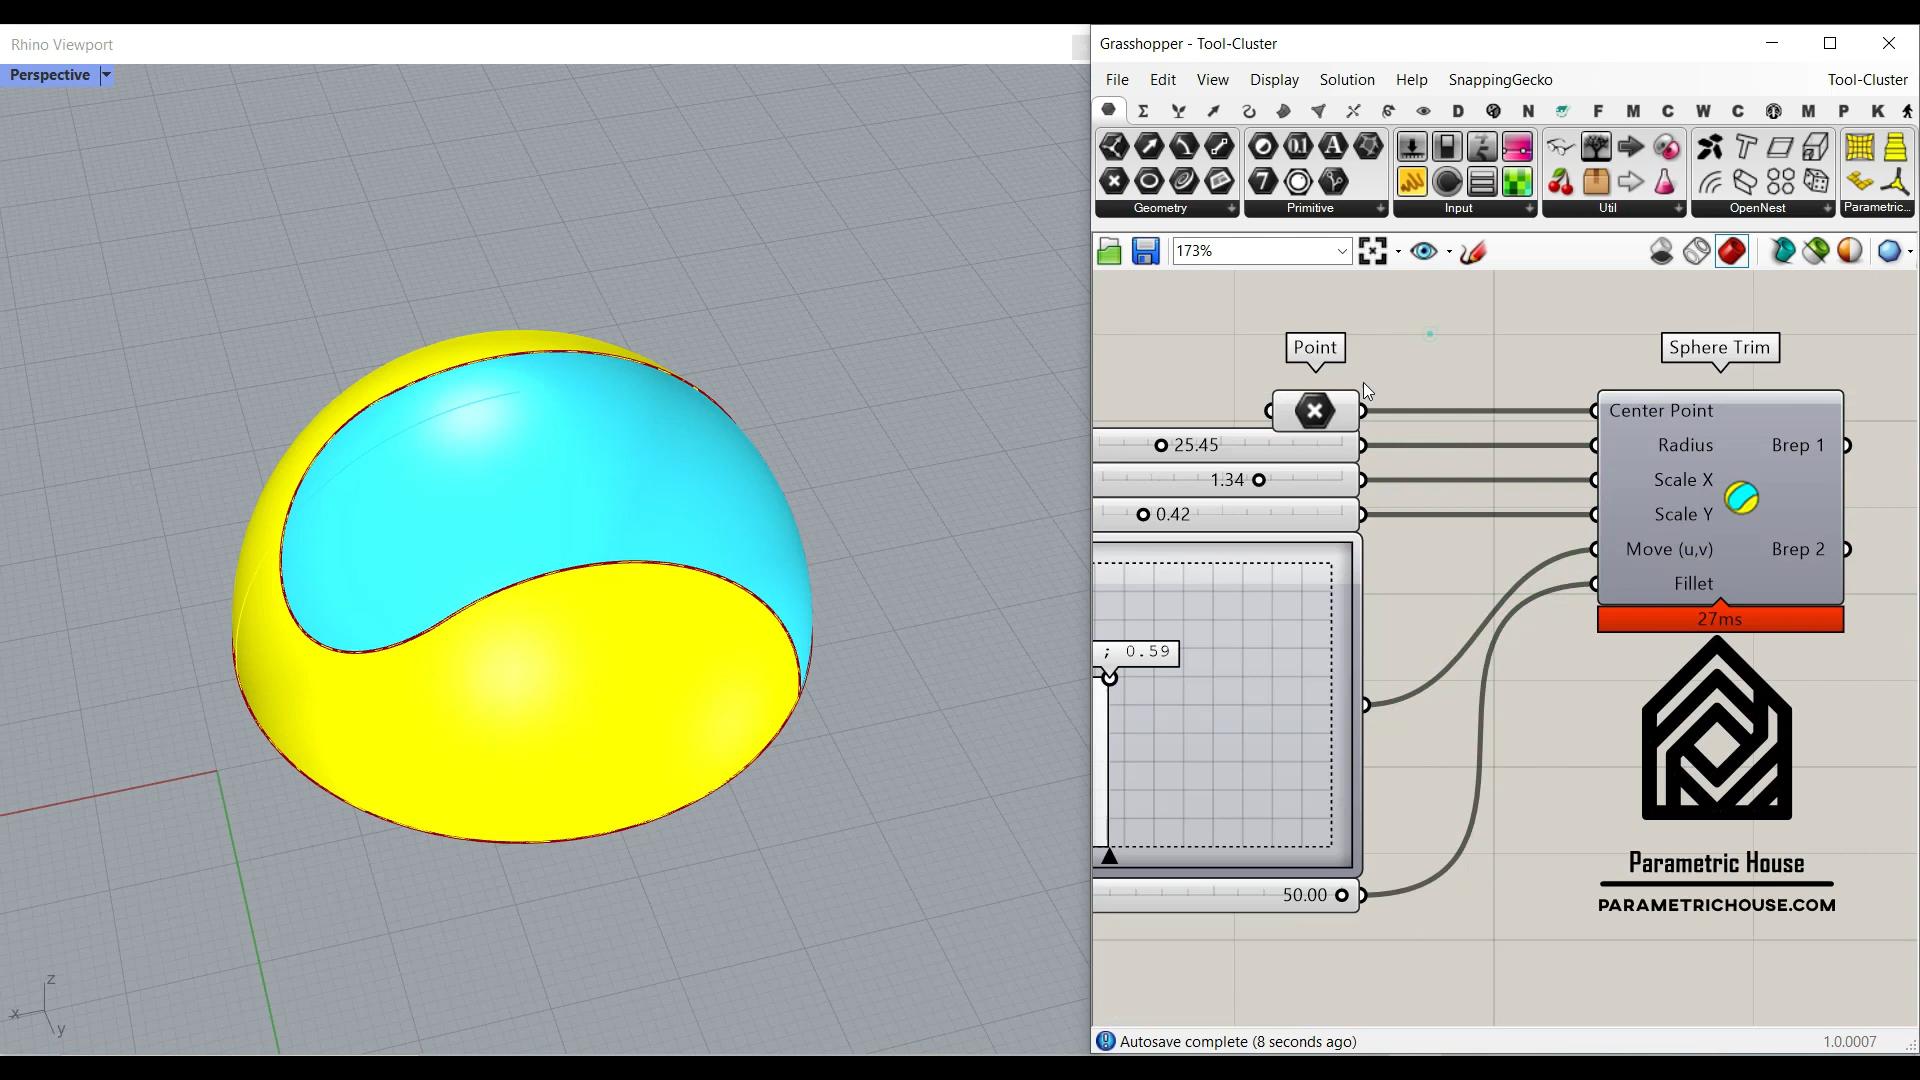 Rhino Viewport
Perspective
Grasshopper - Tool-Cluster
File Edit View Display Solution Help SnappingGecko Tool-Cluster
D N F M C W C M P K
Geometry Primitive Input Util OpenNest Parametric...
173%
Point
Sphere Trim
Center Point
25.45
Radius
Brep 1
1.34
Scale X
0.42
Scale Y
Move (u,v)
Brep 2
Fillet
27ms
; 0.59
Parametric House
PARAMETRICHOUSE.COM
50.00
z
x
y
Autosave complete (8 seconds ago)
1.0.0007